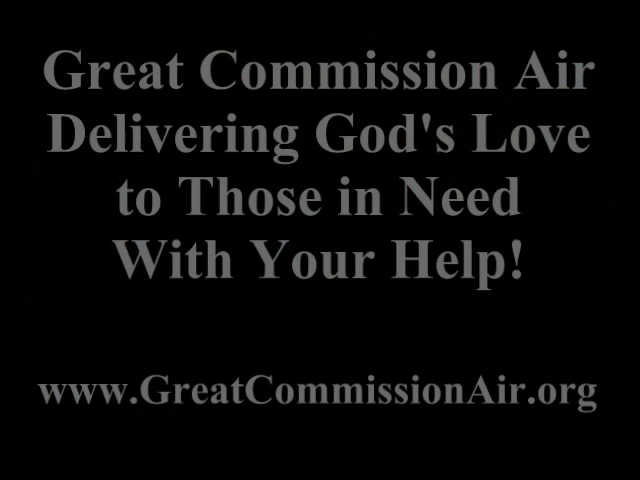 Great Commission Air
Delivering God's Love
to Those in Need
With Your Help!
www.GreatCommissionAir.org